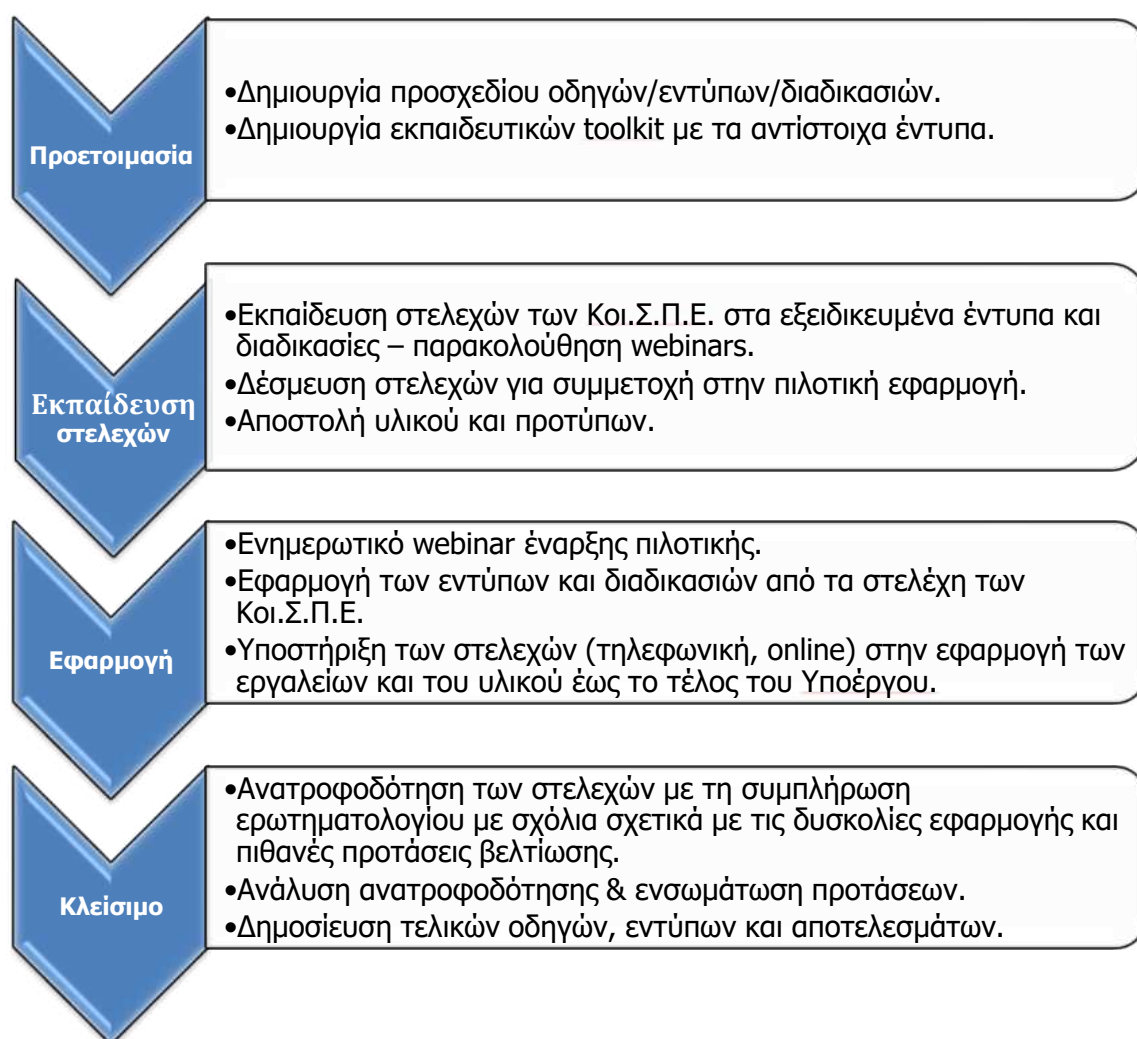 Προετοιμασία
•Δημιουργία προσχεδίου οδηγών/εντύπων/διαδικασιών.
•Δημιουργία εκπαιδευτικών toolkit με τα αντίστοιχα έντυπα.
Εκπαίδευση
στελεχών
•Εκπαίδευση στελεχών των Κοι.Σ.Π.Ε. στα εξειδικευμένα έντυπα και
διαδικασίες – παρακολούθηση webinars.
•Δέσμευση στελεχών για συμμετοχή στην πιλοτική εφαρμογή.
•Αποστολή υλικού και προτύπων.
Εφαρμογή
•Ενημερωτικό webinar έναρξης πιλοτικής.
•Εφαρμογή των εντύπων και διαδικασιών από τα στελέχη των
Κοι.Σ.Π.Ε.
•Υποστήριξη των στελεχών (τηλεφωνική, online) στην εφαρμογή των
εργαλείων και του υλικού έως το τέλος του Υποέργου.
Κλείσιμο
•Ανατροφοδότηση των στελεχών με τη συμπλήρωση
ερωτηματολογίου με σχόλια σχετικά με τις δυσκολίες εφαρμογής και
πιθανές προτάσεις βελτίωσης.
•Ανάλυση ανατροφοδότησης & ενσωμάτωση προτάσεων.
•Δημοσίευση τελικών οδηγών, εντύπων και αποτελεσμάτων.